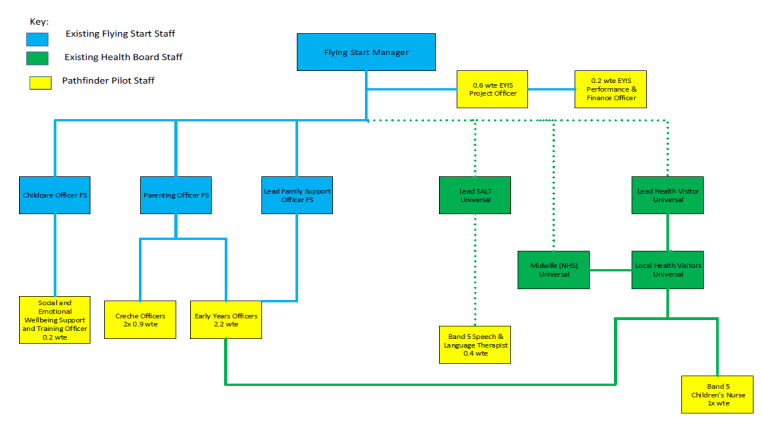 Key:
Existing Flying Start Staff
Existing Health Board Staff
Pathfinder Pilot Staff
Flying Start Manager
0.6 wte EYIS
Project Officer
0.2 wte EYIS
Performance &
Finance Officer
Childcare Officer FS
Parenting Officer FS
Lead Family Support
Officer FS
Lead SALT
Universal
Lead Health Visitor
Universal
Midwife (NHS)
Universal
Local Health Visitors
Universal
Social and
Emotional
Wellbeing Support
and Training Officer
0.2 wte
Creche Officers
2x 0.9 wte
Early Years Officers
2.2 wte
Band 5 Speech &
Language Therapist
0.4 wte
Band 5
Children's Nurse
1x wte